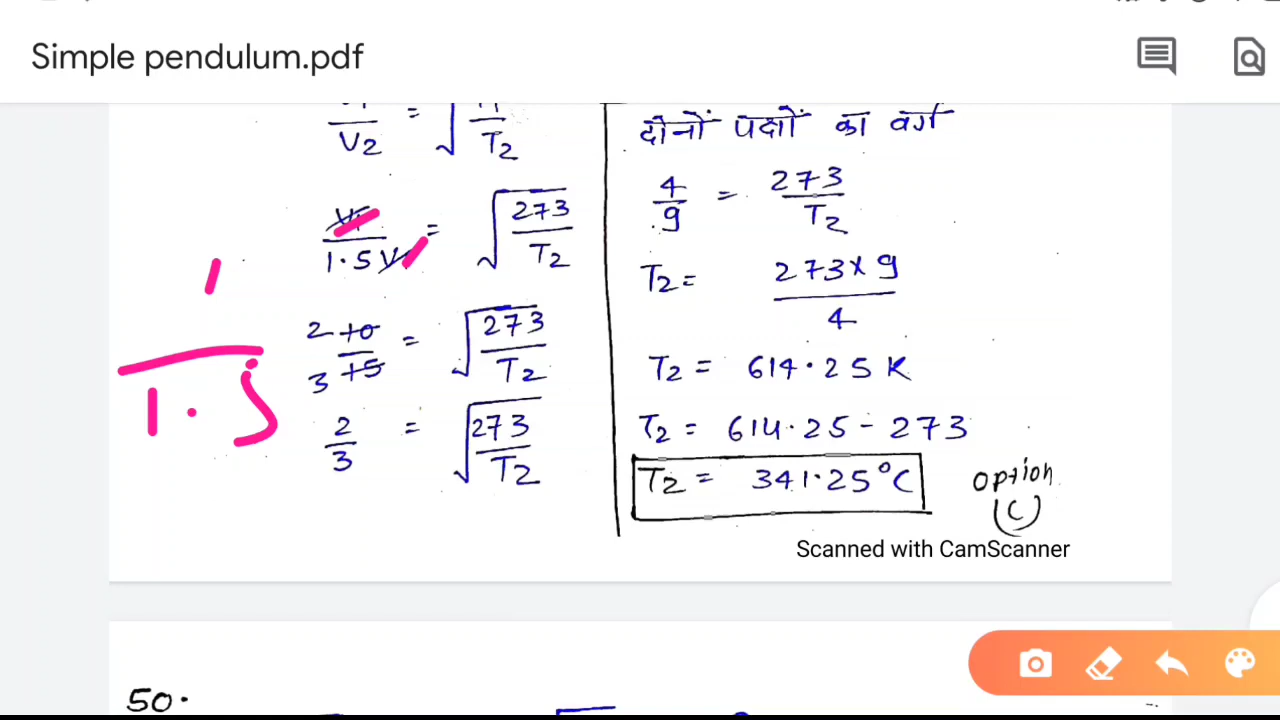 Simple pendulum.pdf
V2 = √ T2
V1 / 1.5V1 = √273/T2
2 10 / 3 15 = √273/T2
2/3 = √273/T2
1
1.5
दोनों पक्षों का वर्ग
4/9 = 273/T2
T2 = 273×9/4
T2 = 614.25 K
T2 = 614.25 - 273
T2 = 341.25°C
option
(C)
Scanned with CamScanner
50.